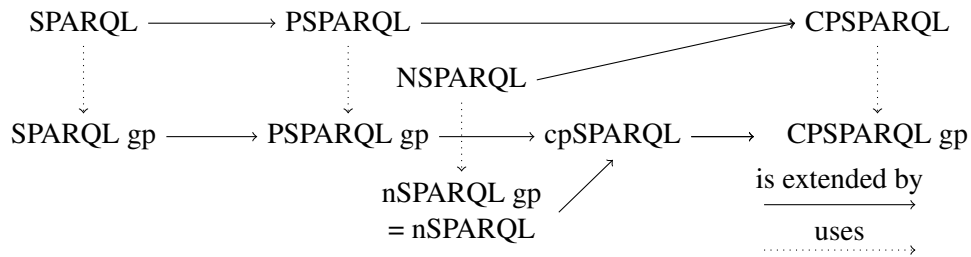 SPARQL PSPARQL CPSPARQL
NSPARQL
SPARQL gp PSPARQL gp cpSPARQL CPSPARQL gp
is extended by
nSPARQL gp
= nSPARQL
uses